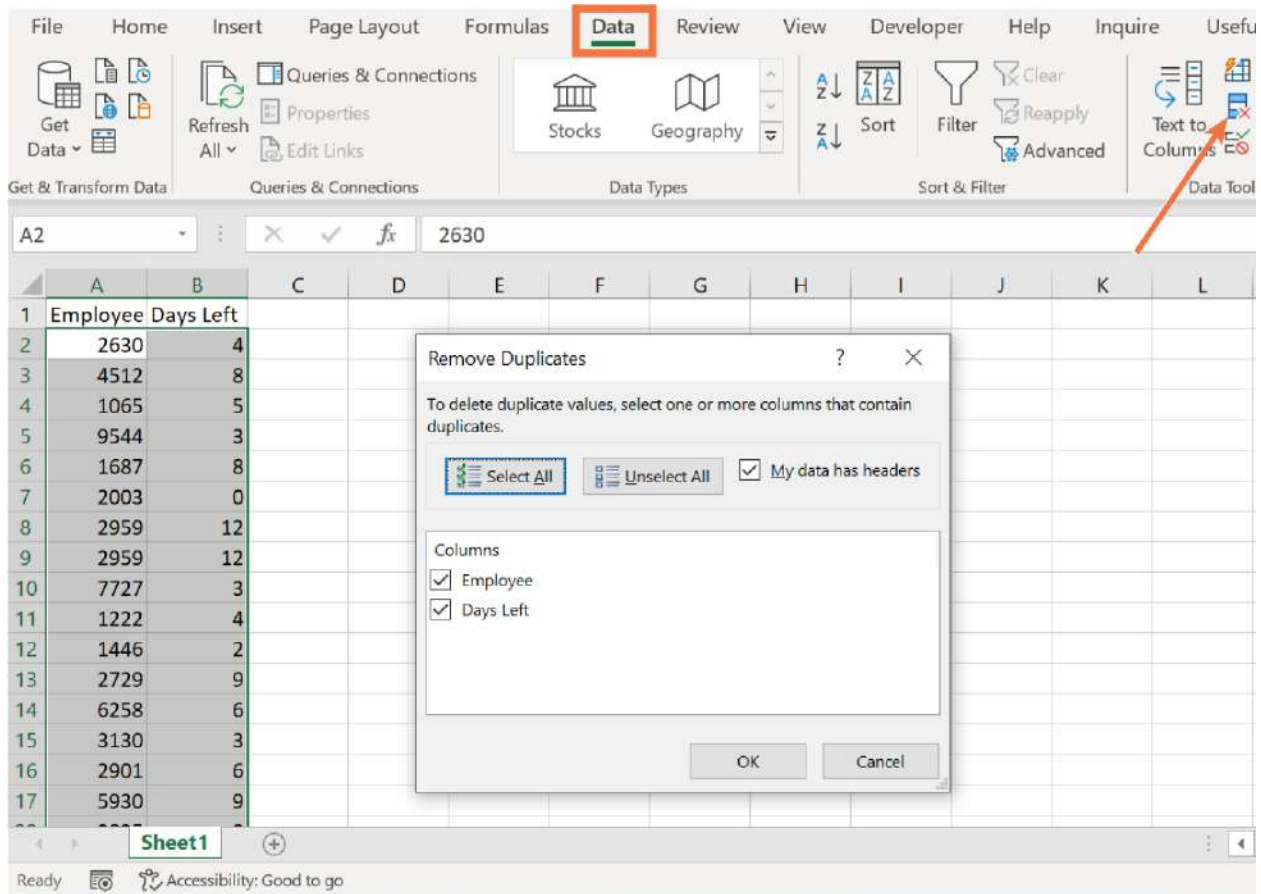 File Home Insert Page Layout Formulas Data Review View Developer Help Inquire Usefu
Queries & Connections
Properties
Edit Links
Get
Data
Refresh
All
Stocks
Geography
Sort
Filter
Clear
Reapply
Advanced
Text to
Columns
Get & Transform Data Queries & Connections Data Types Sort & Filter Data Tool
A2 fx 2630
A B C D E F G H I J K L
1 Employee Days Left
2 2630 4
3 4512 8
4 1065 5
5 9544 3
6 1687 8
7 2003 0
8 2959 12
9 2959 12
10 7727 3
11 1222 4
12 1446 2
13 2729 9
14 6258 6
15 3130 3
16 2901 6
17 5930 9
Remove Duplicates ?
To delete duplicate values, select one or more columns that contain
duplicates.
Select All Unselect All My data has headers
Columns
Employee
Days Left
OK Cancel
Sheet1
Ready Accessibility: Good to go